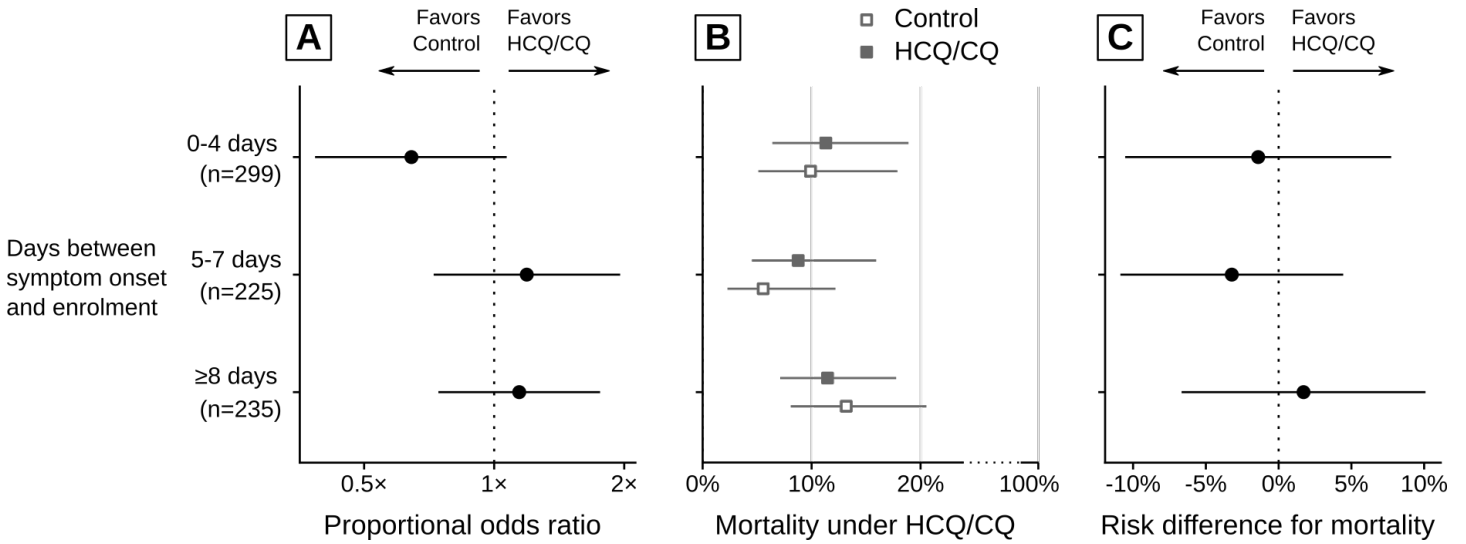 A
Favors
Control
Favors
HCQ/CQ
B
Control
HCQ/CQ
C
Favors
Control
Favors
HCQ/CQ
Days between
symptom onset
and enrolment
0-4 days
(n=299)
5-7 days
(n=225)
≥8 days
(n=235)
0.5× 1× 2×
Proportional odds ratio
0% 10% 20% 100%
Mortality under HCQ/CQ
-10% -5% 0% 5% 10%
Risk difference for mortality